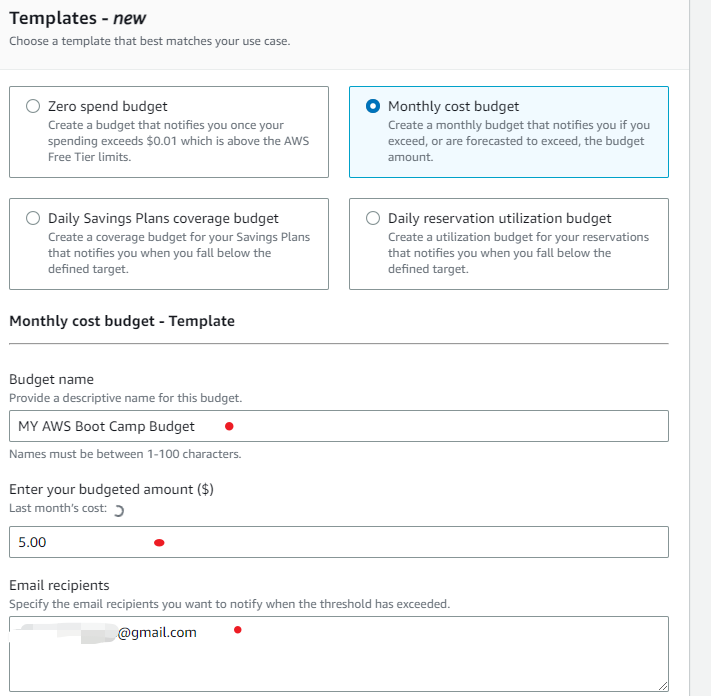 Templates - new
Choose a template that best matches your use case.
Zero spend budget
Create a budget that notifies you once your
spending exceeds $0.01 which is above the AWS
Free Tier limits.
Monthly cost budget
Create a monthly budget that notifies you if you
exceed, or are forecasted to exceed, the budget
amount.
Daily Savings Plans coverage budget
Create a coverage budget for your Savings Plans
that notifies you when you fall below the
defined target.
Daily reservation utilization budget
Create a utilization budget for your reservations
that notifies you when you fall below the
defined target.
Monthly cost budget - Template
Budget name
Provide a descriptive name for this budget.
MY AWS Boot Camp Budget
Names must be between 1-100 characters.
Enter your budgeted amount ($)
Last month's cost:
5.00
Email recipients
Specify the email recipients you want to notify when the threshold has exceeded.
@gmail.com